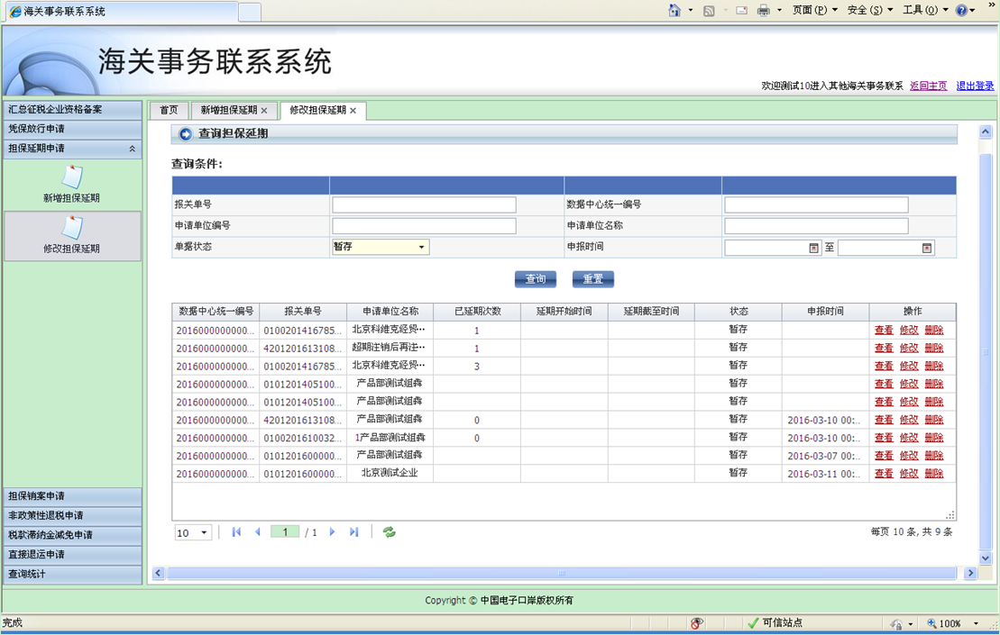 海关事务联系系统
页面(P) 安全(S) 工具(O)
海关事务联系系统
欢迎测试10进入其他海关事务联系 返回主页 退出登录
汇总征税企业资格备案
凭保放行申请
担保延期申请
新增担保延期
修改担保延期
担保销案申请
非政策性退税申请
税款滞纳金减免申请
直接退运申请
查询统计
首页 新增担保延期 × 修改担保延期 ×
查询担保延期
查询条件:
报关单号 数据中心统一编号
申请单位编号 申请单位名称
单据状态 暂存 申报时间 至
查询 重置
数据中心统一编号 报关单号 申请单位名称 已延期次数 延期开始时间 延期截至时间 状态 申报时间 操作
2016000000000... 0100201416785... 北京科维克经贸... 1 暂存 查看 修改 删除
2016000000000... 4201201613108... 超期注销后再注... 1 暂存 查看 修改 删除
2016000000000... 0100201416785... 北京科维克经贸... 3 暂存 查看 修改 删除
2016000000000... 0101201405100... 产品部测试组犇 暂存 查看 修改 删除
2016000000000... 0101201405100... 产品部测试组犇 暂存 查看 修改 删除
2016000000000... 4201201613108... 产品部测试组犇 0 暂存 2016-03-10 00:.. 查看 修改 删除
2016000000000... 0100201610032... 1产品部测试组犇 0 暂存 2016-03-10 00:.. 查看 修改 删除
2016000000000... 0101201600000... 产品部测试组犇 暂存 2016-03-07 00:.. 查看 修改 删除
2016000000000... 0101201600000... 北京测试企业 暂存 2016-03-11 00:.. 查看 修改 删除
10 1 / 1 每页 10 条, 共 9 条
Copyright © 中国电子口岸版权所有
完成 可信站点 100%